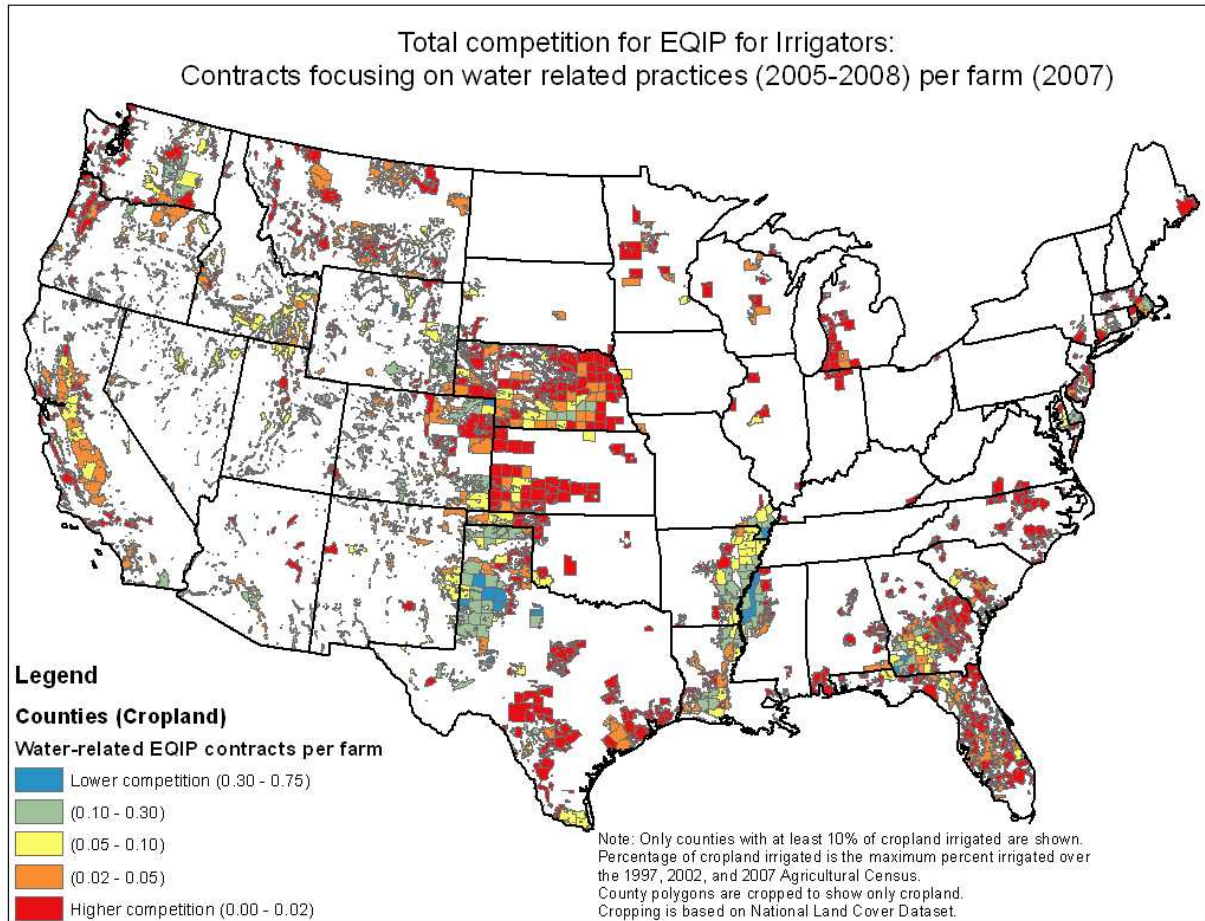 Total competition for EQIP for Irrigators:
Contracts focusing on water related practices (2005-2008) per farm (2007)
Legend
Counties (Cropland)
Water-related EQIP contracts per farm
Lower competition (0.30 - 0.75)
(0.10 - 0.30)
(0.05 - 0.10)
(0.02 - 0.05)
Higher competition (0.00 - 0.02)
Note: Only counties with at least 10% of cropland irrigated are shown.
Percentage of cropland irrigated is the maximum percent irrigated over
the 1997, 2002, and 2007 Agricultural Census.
County polygons are cropped to show only cropland.
Cropping is based on National Land Cover Dataset.